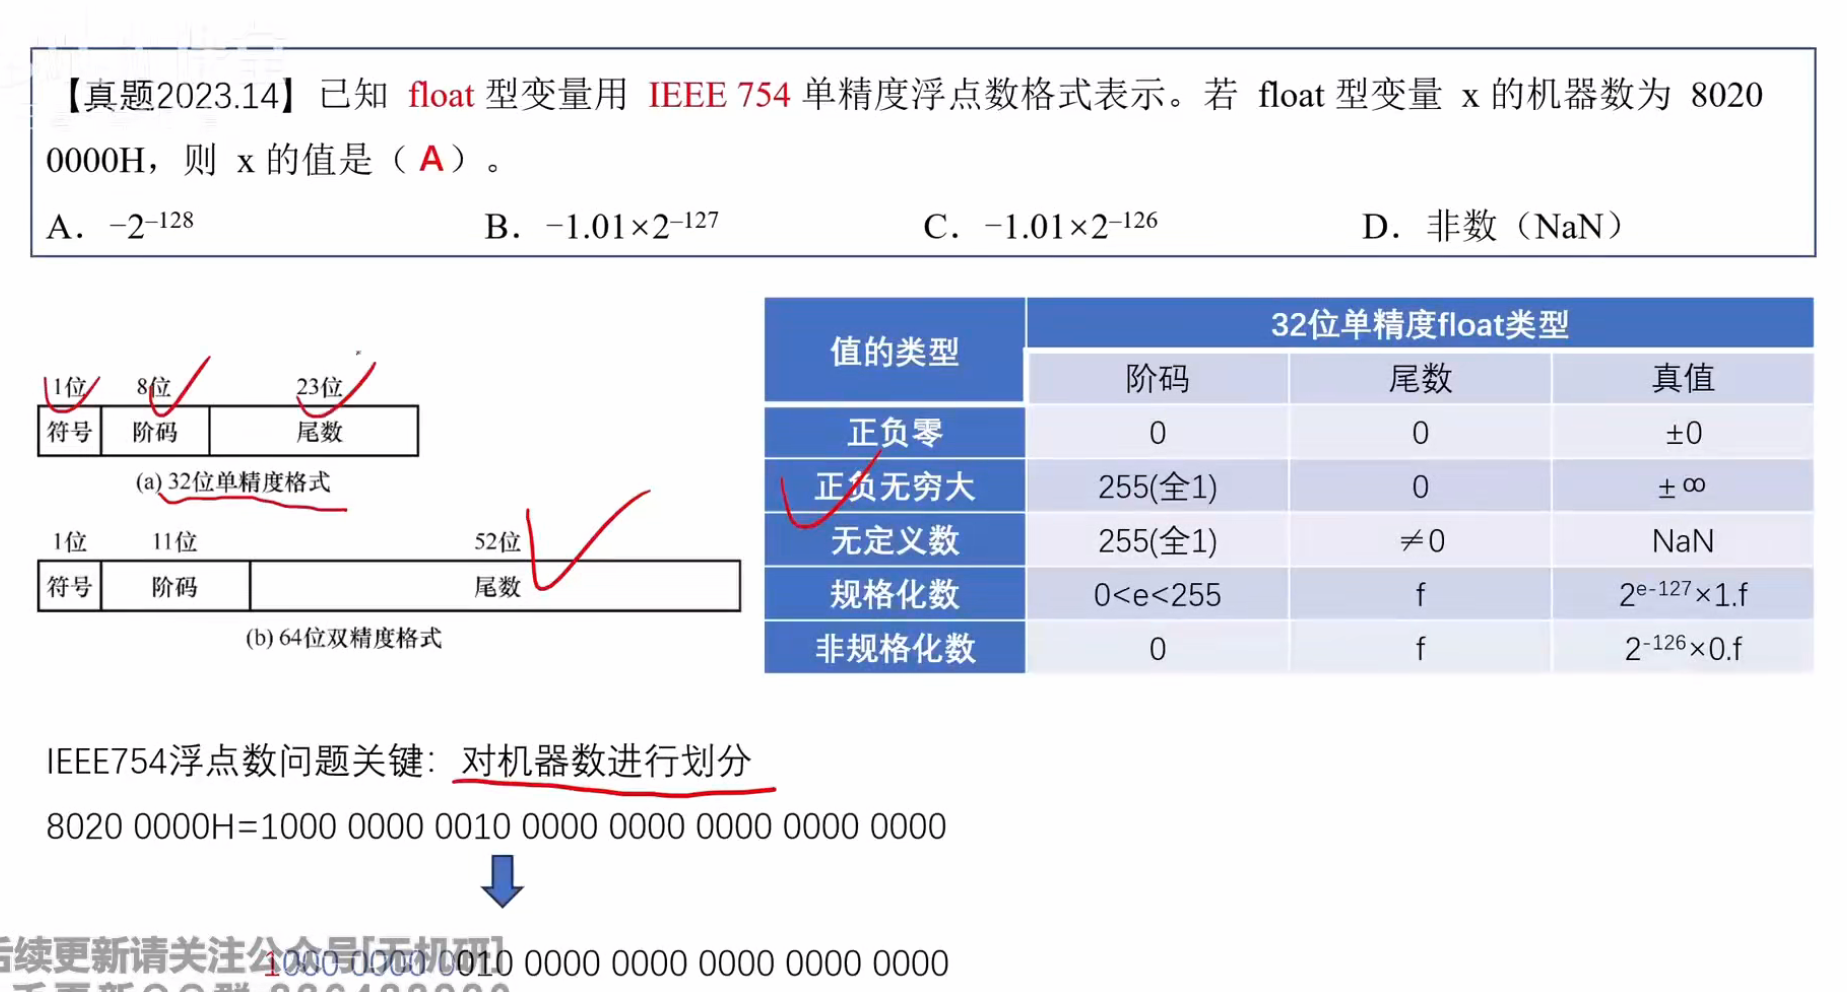 【真题2023.14】已知 float 型变量用 IEEE 754 单精度浮点数格式表示。若 float 型变量 x 的机器数为 8020
0000H，则 x 的值是（ A ）。
A．−2⁻¹²⁸ B．−1.01×2⁻¹²⁷ C．−1.01×2⁻¹²⁶ D．非数（NaN）
1位 8位 23位
符号 阶码 尾数
(a) 32位单精度格式
1位 11位 52位
符号 阶码 尾数
(b) 64位双精度格式
值的类型 32位单精度float类型
阶码 尾数 真值
正负零 0 0 ±0
正负无穷大 255(全1) 0 ±∞
无定义数 255(全1) ≠0 NaN
规格化数 0<e<255 f 2ᵉ⁻¹²⁷×1.f
非规格化数 0 f 2⁻¹²⁶×0.f
IEEE754浮点数问题关键：对机器数进行划分
8020 0000H=1000 0000 0010 0000 0000 0000 0000 0000
后续更新请关注公众号[无机研]
1000 0000 0010 0000 0000 0000 0000 0000